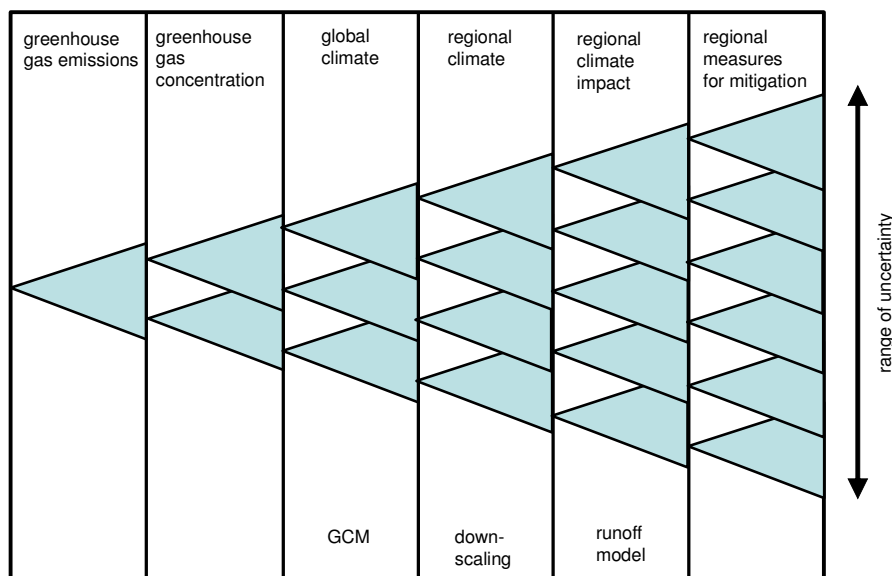 greenhouse
gas emissions
greenhouse
gas
concentration
global
climate
regional
climate
regional
climate
impact
regional
measures
for mitigation
range of uncertainty
GCM
down-
scaling
runoff
model